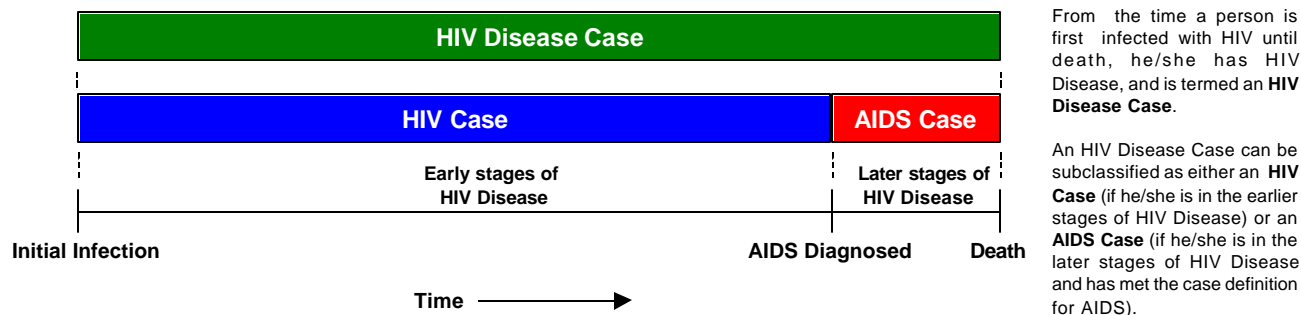 HIV Disease Case
HIV Case
AIDS Case
Early stages of
HIV Disease
Later stages of
HIV Disease
Initial Infection
AIDS Diagnosed
Death
Time
From the time a person is
first infected with HIV until
death, he/she has HIV
Disease, and is termed an HIV
Disease Case.
An HIV Disease Case can be
subclassified as either an HIV
Case (if he/she is in the earlier
stages of HIV Disease) or an
AIDS Case (if he/she is in the
later stages of HIV Disease
and has met the case definition
for AIDS).